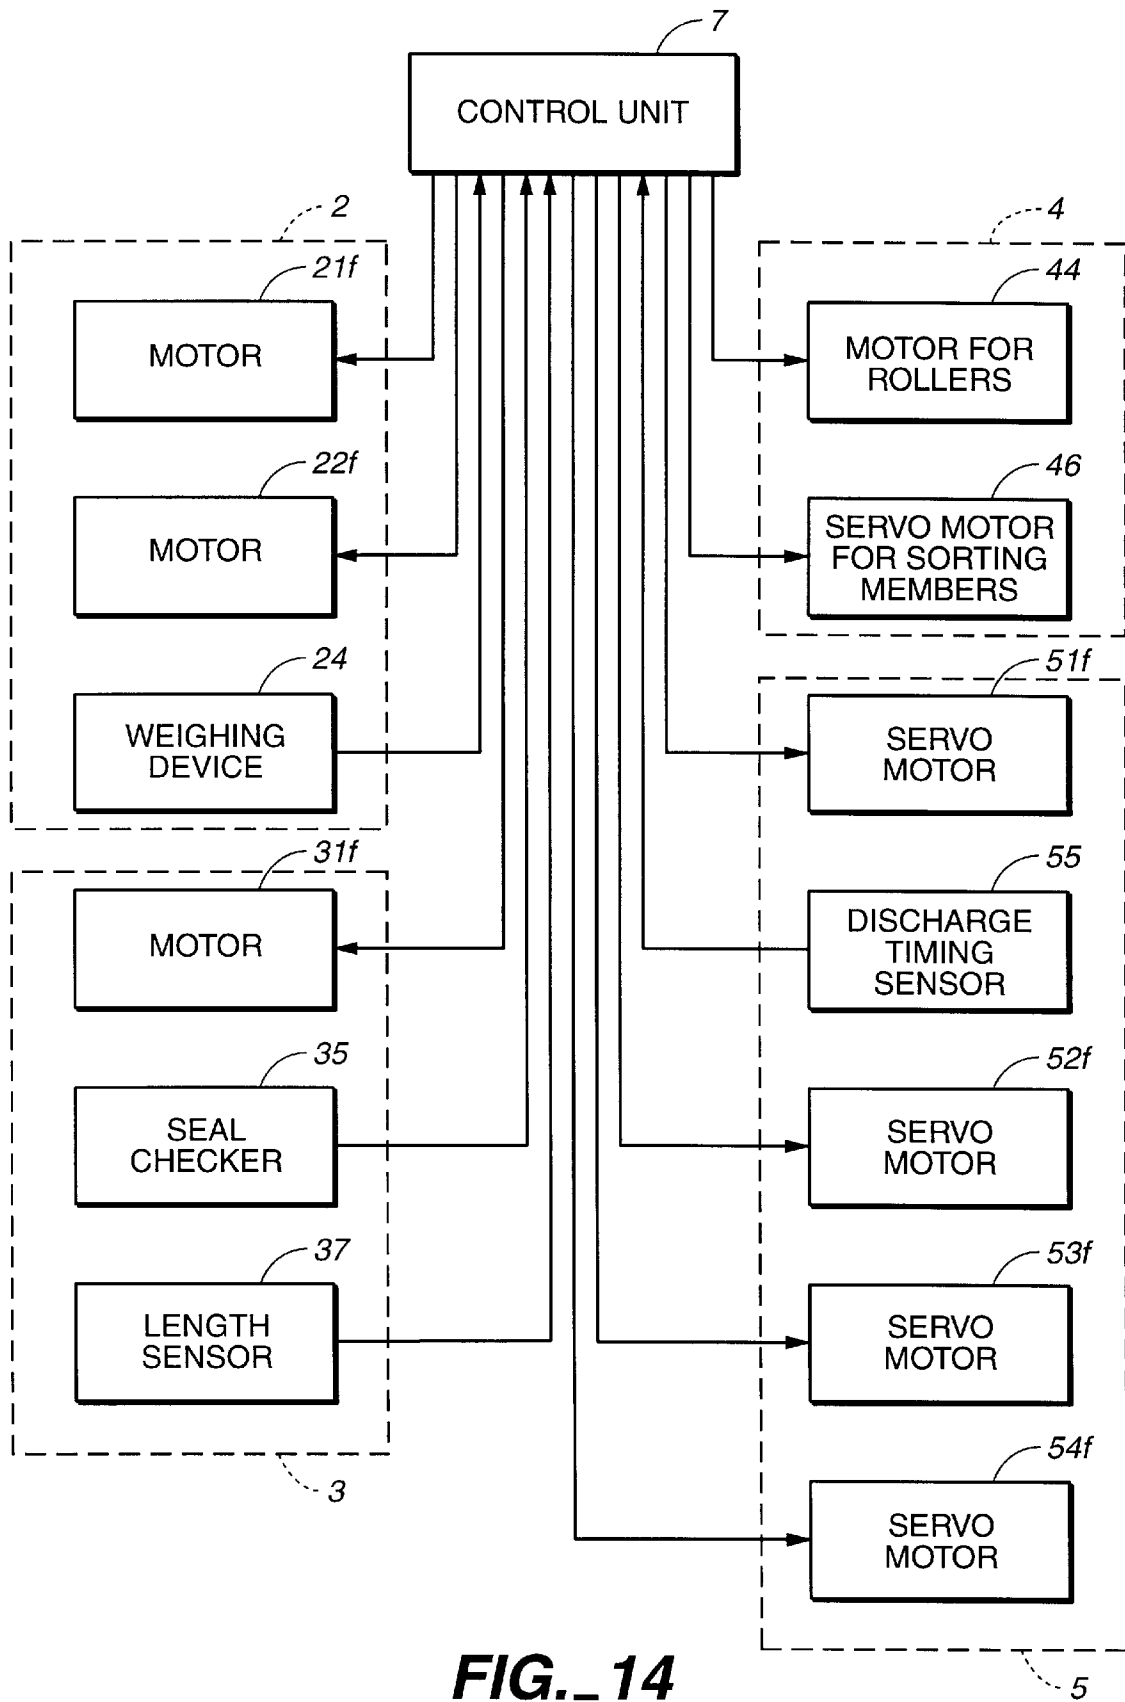 7
CONTROL UNIT
2
21f
MOTOR
22f
MOTOR
24
WEIGHING
DEVICE
31f
MOTOR
35
SEAL
CHECKER
37
LENGTH
SENSOR
3
4
44
MOTOR FOR
ROLLERS
46
SERVO MOTOR
FOR SORTING
MEMBERS
51f
SERVO
MOTOR
55
DISCHARGE
TIMING
SENSOR
52f
SERVO
MOTOR
53f
SERVO
MOTOR
54f
SERVO
MOTOR
5
FIG._14